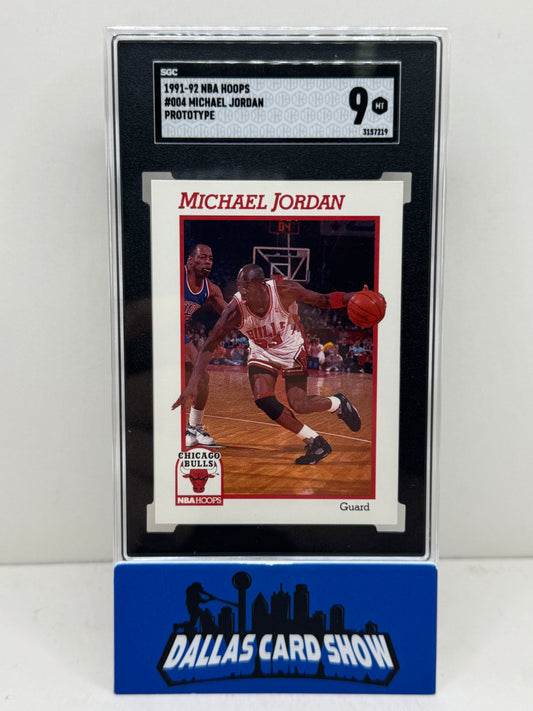 SGC
1991-92 NBA HOOPS
#004 MICHAEL JORDAN
PROTOTYPE
9 MT
3157219
MICHAEL JORDAN
BULLS
CHICAGO
BULLS
NBA HOOPS
Guard
DALLAS CARD SHOW